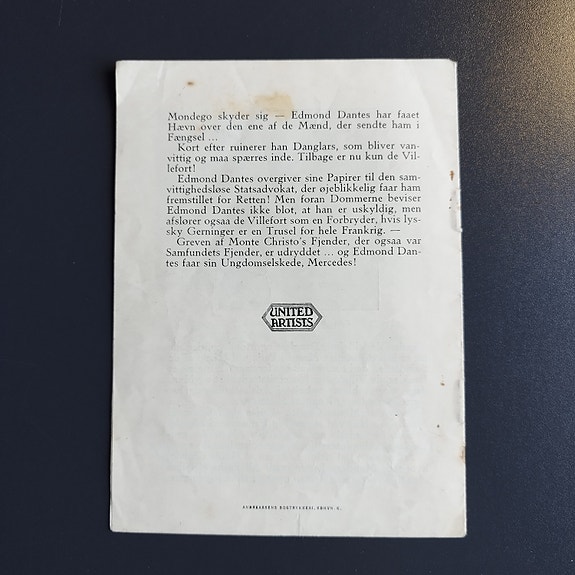 Mondego skyder sig — Edmond Dantes har faaet
Hævn over den ene af de Mænd, der sendte ham i
Fængsel ...
Kort efter ruinerer han Danglars, som bliver van-
vittig og maa spærres inde. Tilbage er nu kun de Vil-
lefort!
Edmond Dantes overgiver sine Papirer til den sam-
vittighedsløse Statsadvokat, der øjeblikkelig faar ham
fremstillet for Retten! Men foran Dommerne beviser
Edmond Dantes ikke blot, at han er uskyldig, men
afslører ogsaa de Villefort som en Forbryder, hvis lys-
sky Gerninger er en Trusel for hele Frankrig. —
Greven af Monte Christo's Fjender, der ogsaa var
Samfundets Fjender, er udryddet ... og Edmond Dan-
tes faar sin Ungdomselskede, Mercedes!
UNITED
ARTISTS
BOGTRYKKERI, KBHVN. K.